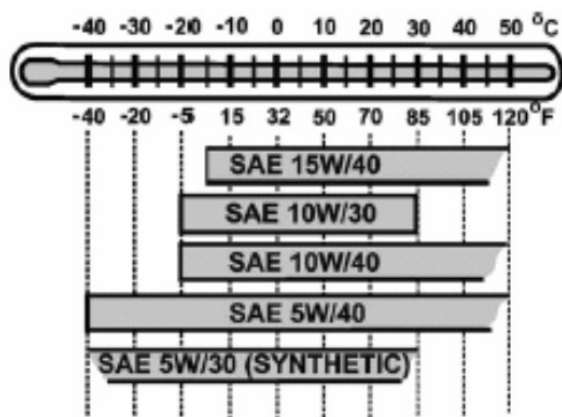 -40 -30 -20 -10 0 10 20 30 40 50 °C
-40 -20 -5 15 32 50 70 85 105 120 °F
SAE 15W/40
SAE 10W/30
SAE 10W/40
SAE 5W/40
SAE 5W/30 (SYNTHETIC)